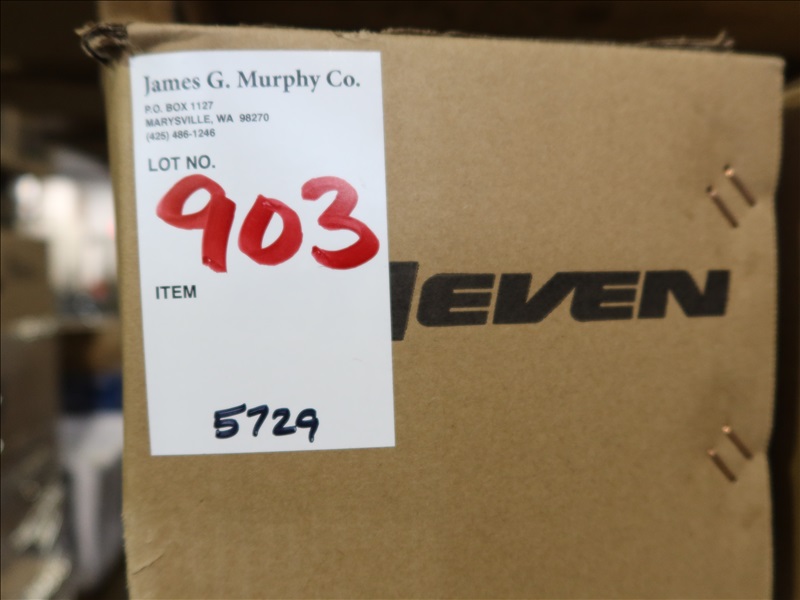 James G. Murphy Co.
P.O. BOX 1127
MARYSVILLE, WA 98270
(425) 486-1246
LOT NO.
903
ITEM
EVEN
5729